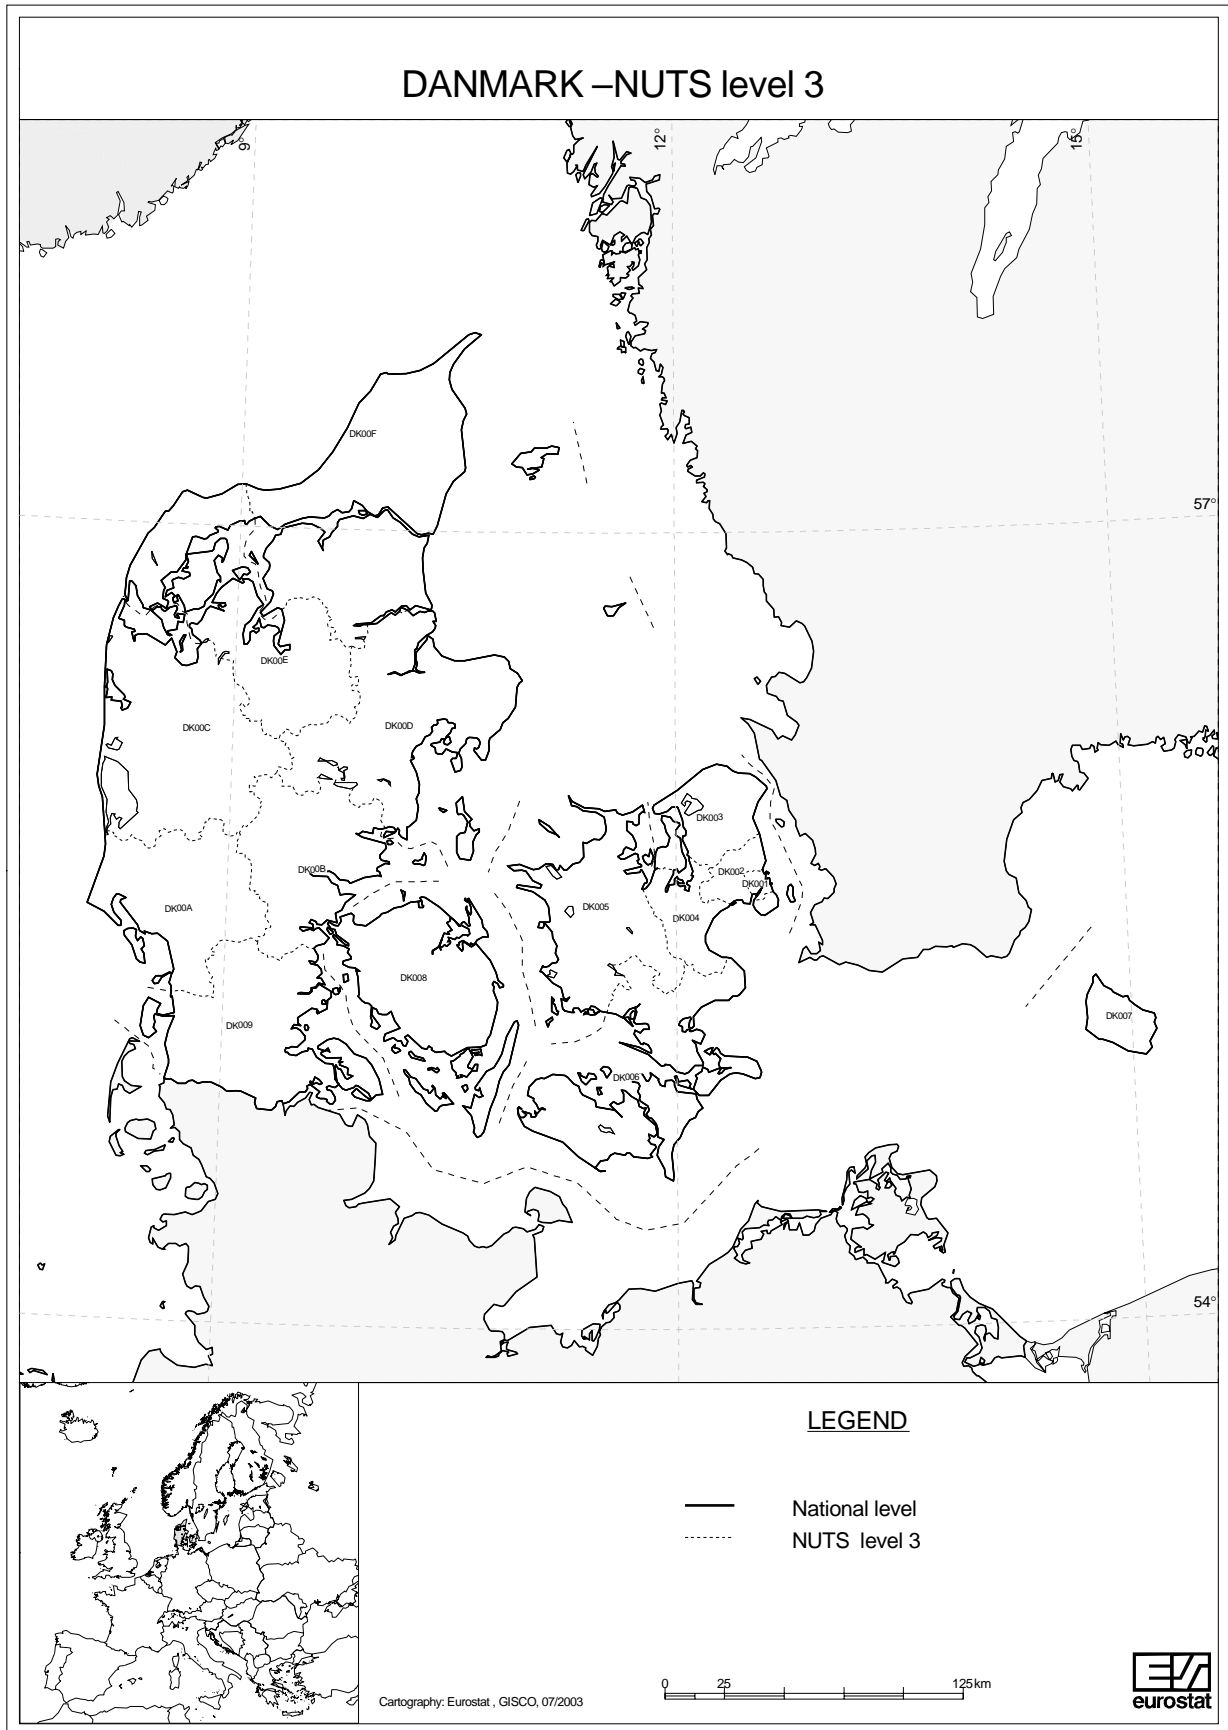 DANMARK –NUTS level 3
9°
12°
15°
DK00F
57°
DK00E
DK00C
DK00D
DK003
DK00B
DK002
DK001
DK00A
DK005
DK004
DK008
DK007
DK009
DK006
54°
LEGEND
National level
NUTS level 3
0 25 125 km
Cartography: Eurostat , GISCO, 07/2003
eurostat